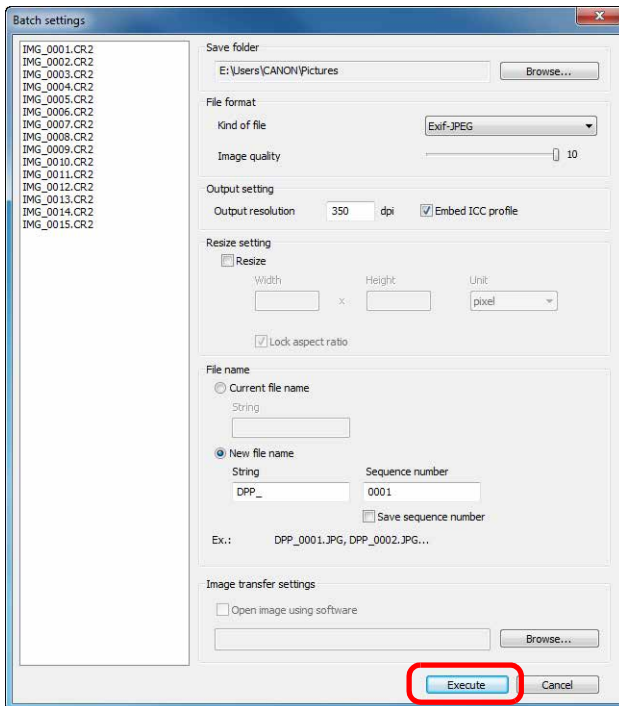 Batch settings
IMG_0001.CR2
IMG_0002.CR2
IMG_0003.CR2
IMG_0004.CR2
IMG_0005.CR2
IMG_0006.CR2
IMG_0007.CR2
IMG_0008.CR2
IMG_0009.CR2
IMG_0010.CR2
IMG_0011.CR2
IMG_0012.CR2
IMG_0013.CR2
IMG_0014.CR2
IMG_0015.CR2
Save folder
E:\Users\CANON\Pictures Browse...
File format
Kind of file Exif-JPEG
Image quality 10
Output setting
Output resolution 350 dpi Embed ICC profile
Resize setting
Resize
Width Height Unit
x pixel
Lock aspect ratio
File name
Current file name
String
New file name
String Sequence number
DPP_ 0001
Save sequence number
Ex.: DPP_0001.JPG, DPP_0002.JPG...
Image transfer settings
Open image using software
Browse...
Execute Cancel